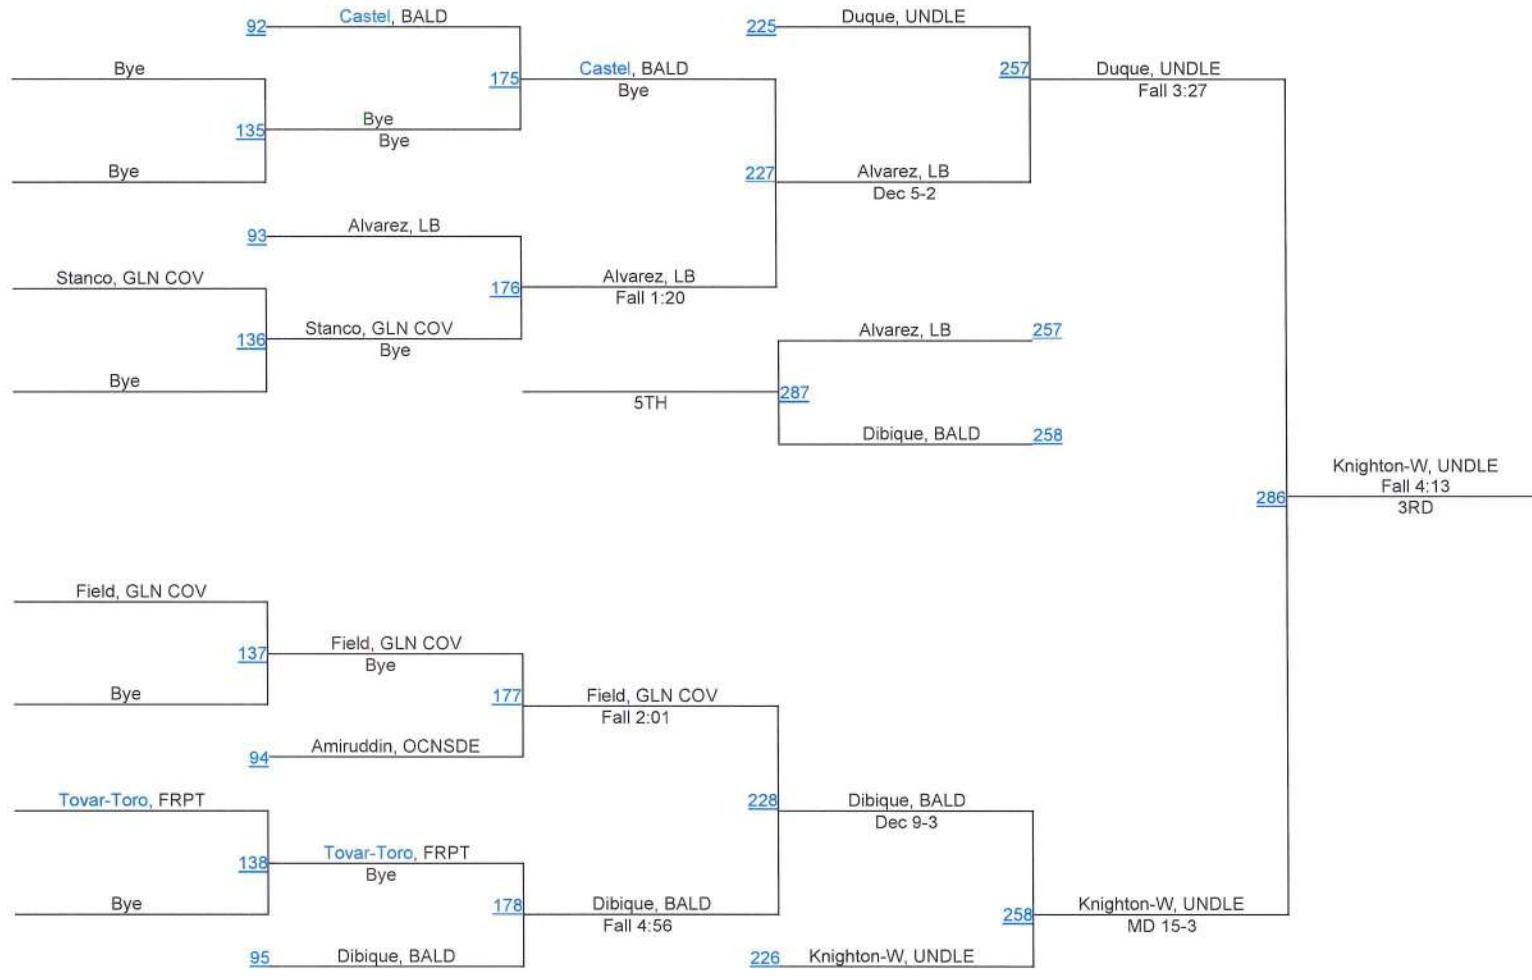 92 Castel, BALD
225 Duque, UNDLE
Bye
175 Castel, BALD
Bye
257 Duque, UNDLE
Fall 3:27
135 Bye
Bye
Bye
227 Alvarez, LB
Dec 5-2
93 Alvarez, LB
Stanco, GLN COV
176 Alvarez, LB
Fall 1:20
136 Stanco, GLN COV
Bye
Alvarez, LB 257
Bye
5TH
287
Dibique, BALD 258
286 Knighton-W, UNDLE
Fall 4:13
3RD
Field, GLN COV
137 Field, GLN COV
Bye
Bye
177 Field, GLN COV
Fall 2:01
94 Amiruddin, OCNSDE
Tovar-Toro, FRPT
228 Dibique, BALD
Dec 9-3
138 Tovar-Toro, FRPT
Bye
Bye
178 Dibique, BALD
Fall 4:56
258 Knighton-W, UNDLE
MD 15-3
95 Dibique, BALD
226 Knighton-W, UNDLE